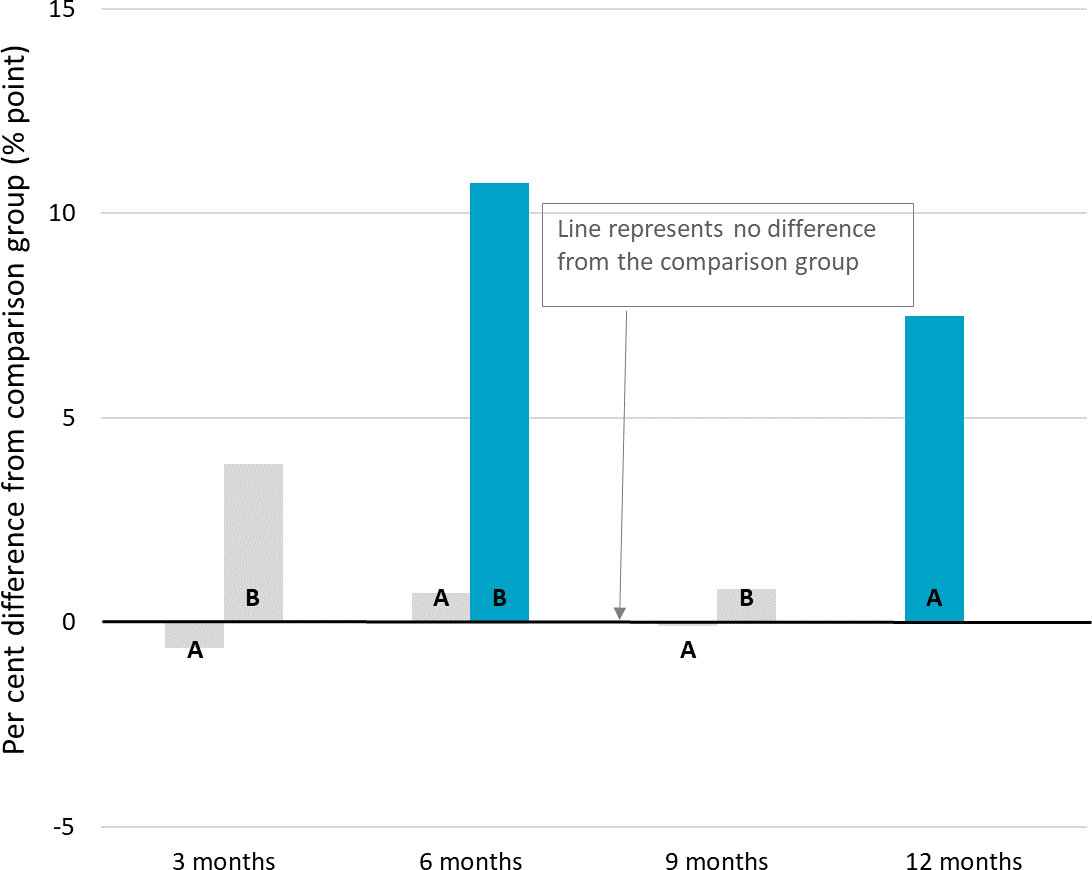 Per cent difference from comparison group (% point)
15
10
5
0
-5
Line represents no difference
from the comparison group
B
A
A
B
B
A
A
3 months
6 months
9 months
12 months